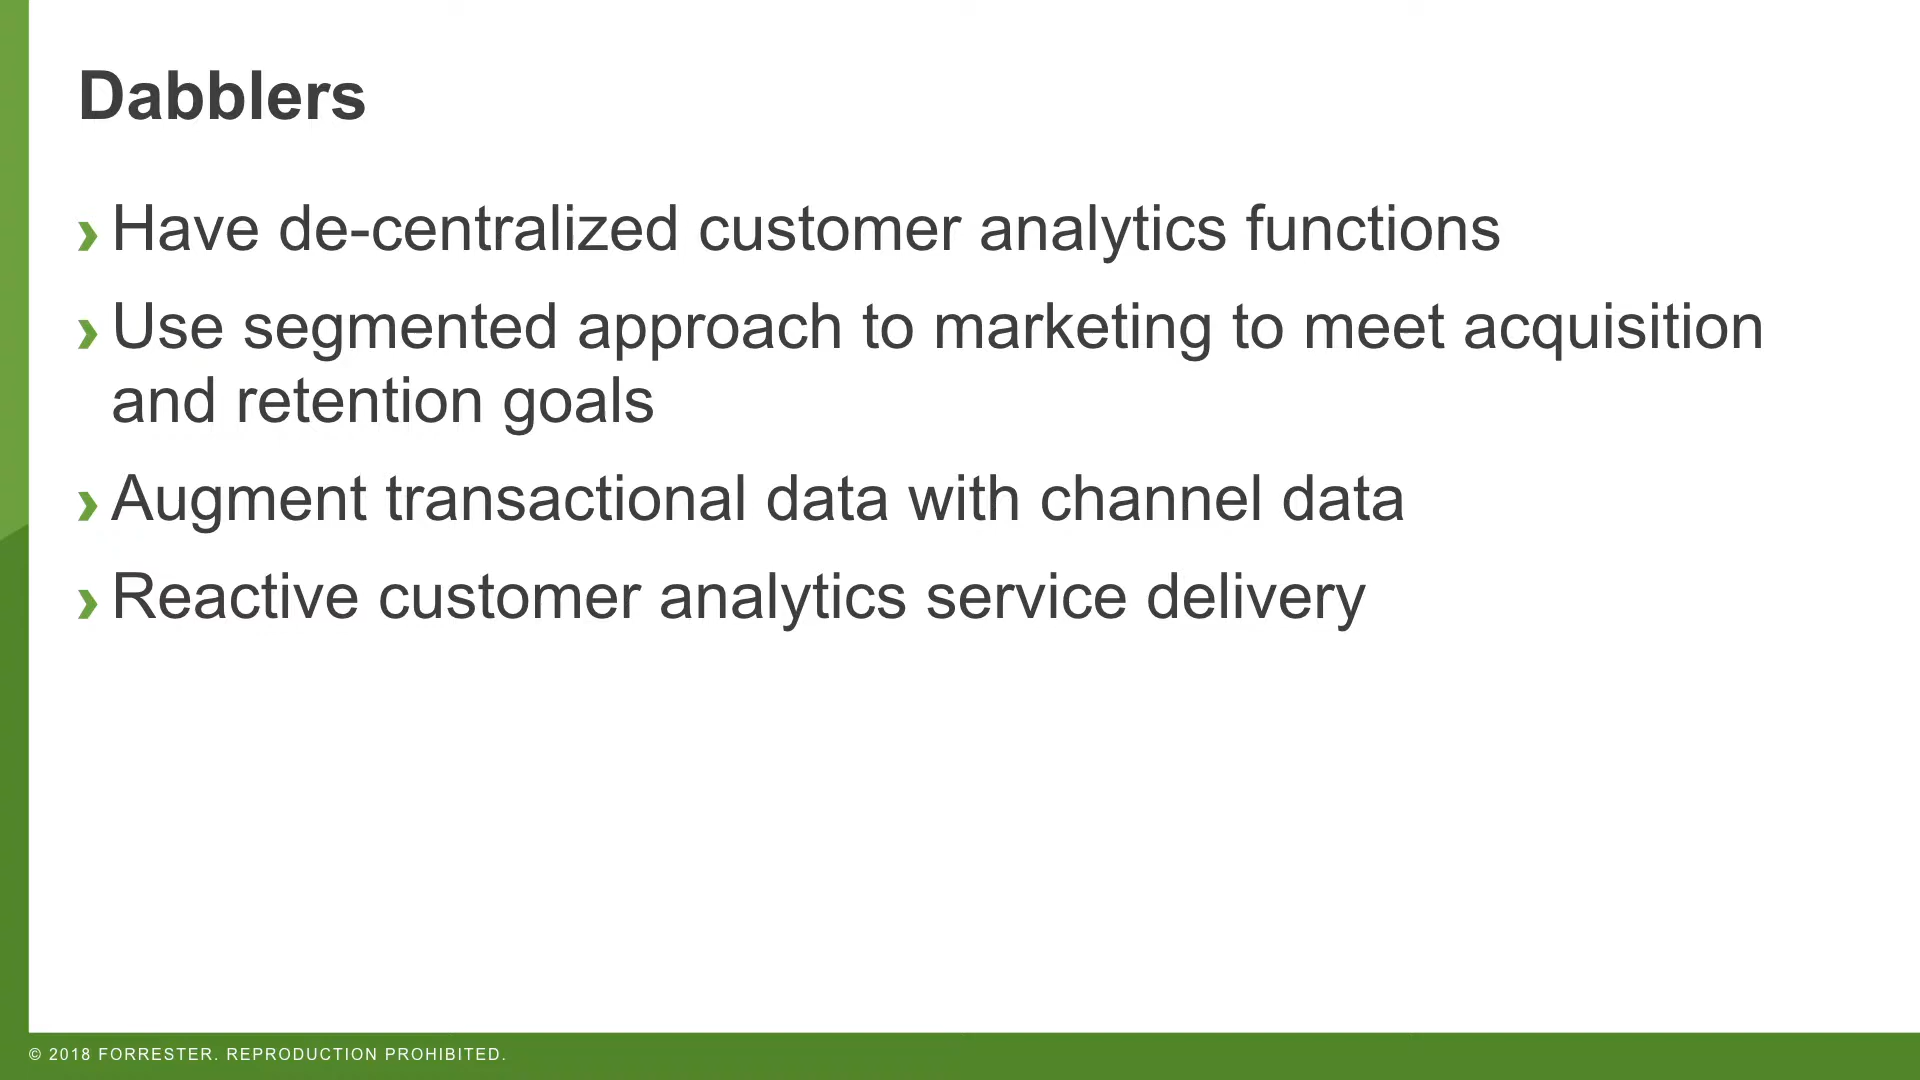 Dabblers
› Have de-centralized customer analytics functions
› Use segmented approach to marketing to meet acquisition
and retention goals
› Augment transactional data with channel data
› Reactive customer analytics service delivery
© 2018 FORRESTER. REPRODUCTION PROHIBITED.